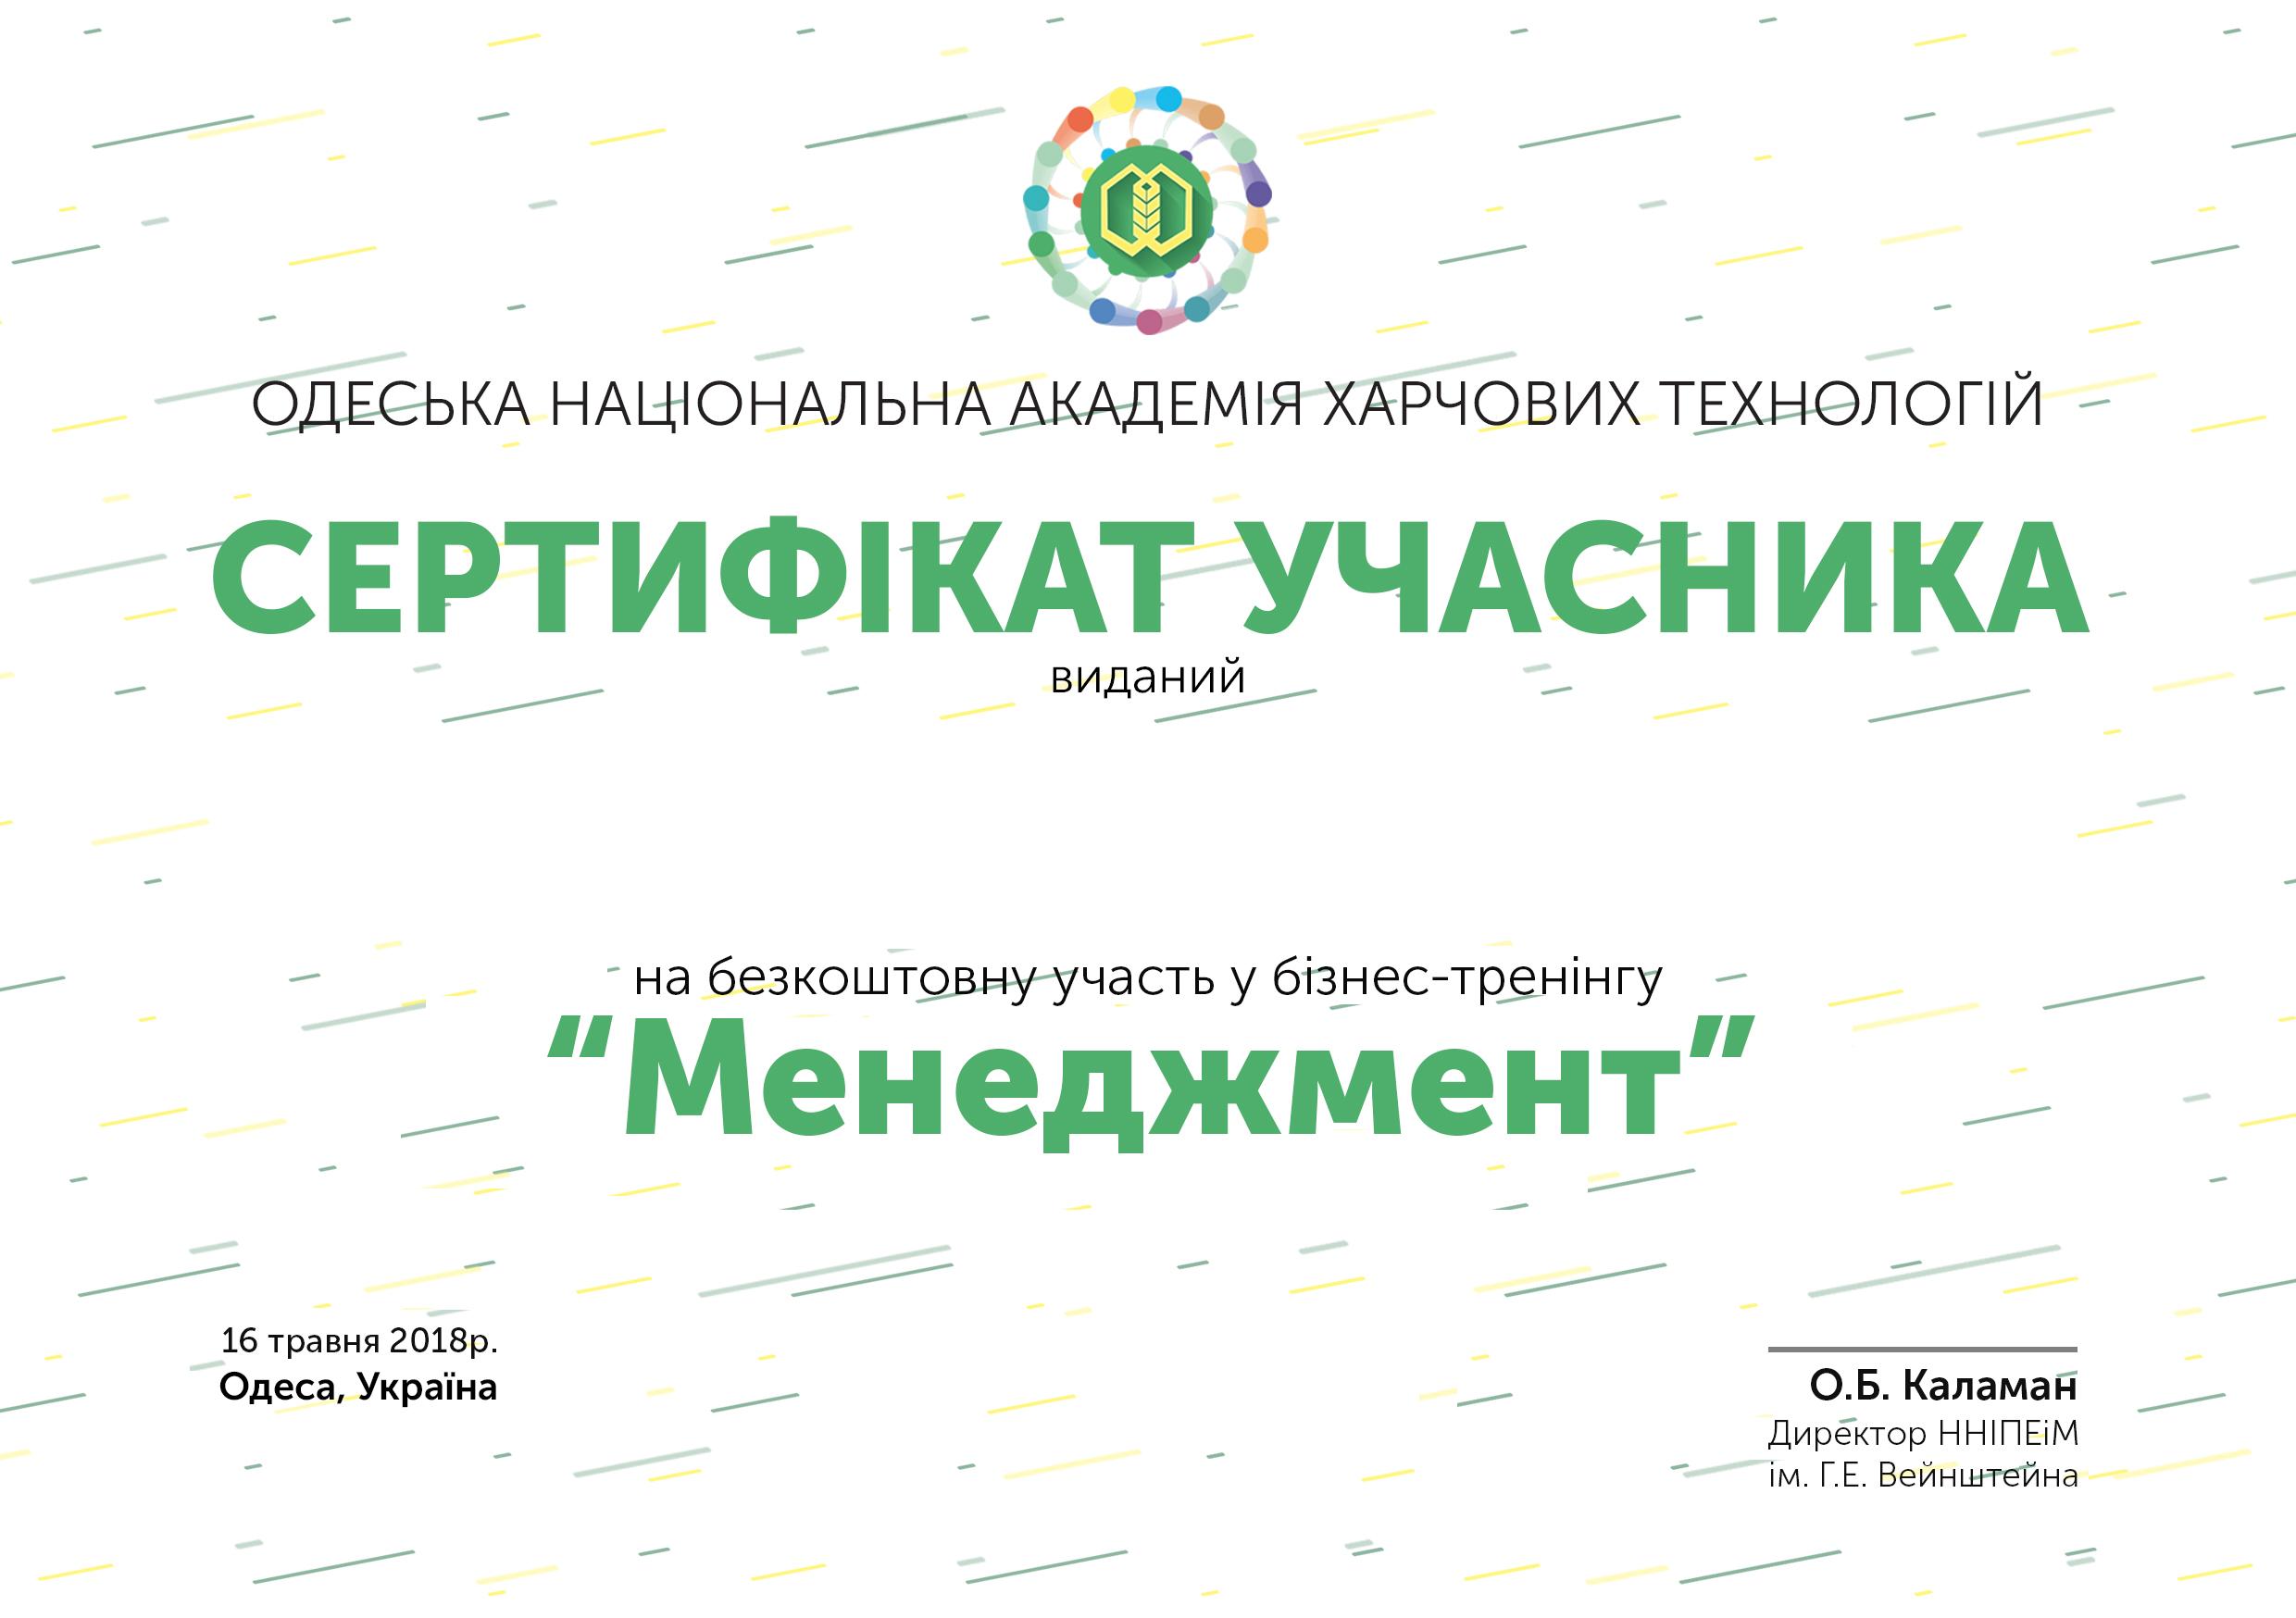 ОДЕСЬКА НАЦІОНАЛЬНА АКАДЕМІЯ ХАРЧОВИХ ТЕХНОЛОГІЙ
СЕРТИФІКАТ УЧАСНИКА
виданий
на безкоштовну участь у бізнес-тренінгу
“Менеджмент”
16 травня 2018р.
Одеса, Україна
О.Б. Каламан
Директор ННІПЕіМ
ім. Г.Е. Вейнштейна